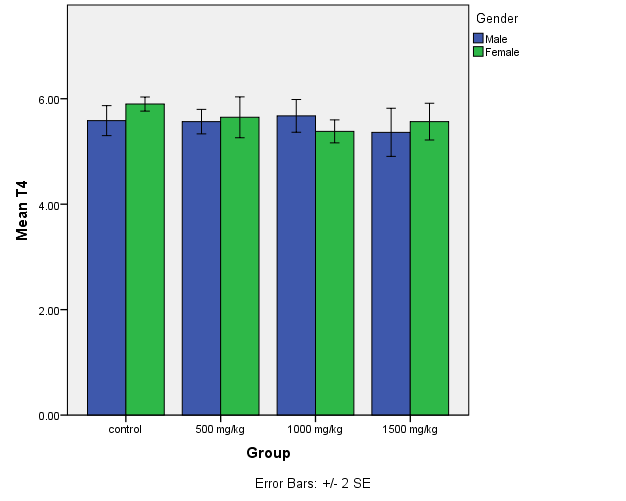 Gender
Male
Female
6.00
4.00
2.00
0.00
Mean T4
control
500 mg/kg
1000 mg/kg
1500 mg/kg
Group
Error Bars: +/- 2 SE